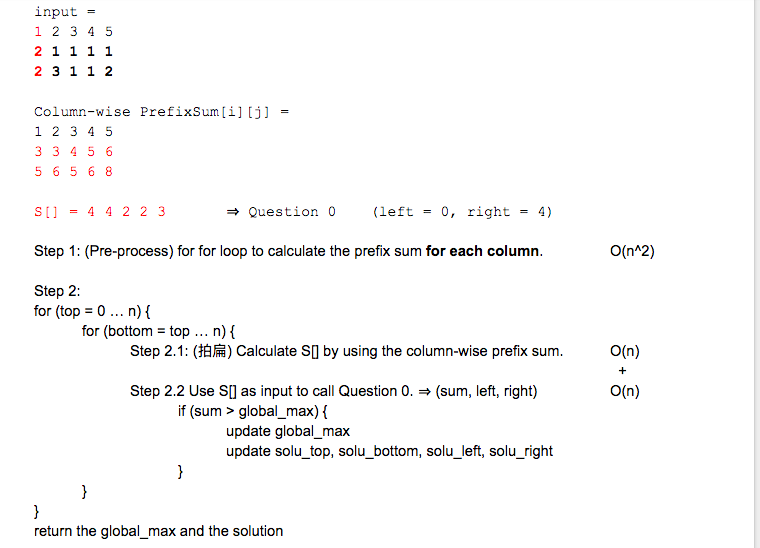 input =
1 2 3 4 5
2 1 1 1 1
2 3 1 1 2
Column-wise PrefixSum[i][j] =
1 2 3 4 5
3 3 4 5 6
5 6 5 6 8
S[] = 4 4 2 2 3 ⇒ Question 0 (left = 0, right = 4)
Step 1: (Pre-process) for for loop to calculate the prefix sum for each column. O(n^2)
Step 2:
for (top = 0 … n) {
for (bottom = top … n) {
Step 2.1: (拍扁) Calculate S[] by using the column-wise prefix sum. O(n)
+
Step 2.2 Use S[] as input to call Question 0. ⇒ (sum, left, right) O(n)
if (sum > global_max) {
update global_max
update solu_top, solu_bottom, solu_left, solu_right
}
}
}
return the global_max and the solution